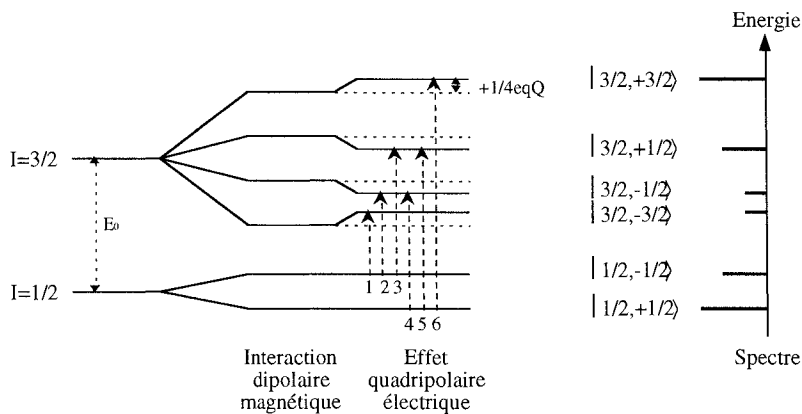 Energie
| 3/2,+3/2⟩
+1/4eqQ
| 3/2,+1/2⟩
I=3/2
| 3/2,-1/2⟩
| 3/2,-3/2⟩
E₀
| 1/2,-1/2⟩
I=1/2
1 2 3
| 1/2,+1/2⟩
4 5 6
Interaction
dipolaire
magnétique
Effet
quadripolaire
électrique
Spectre